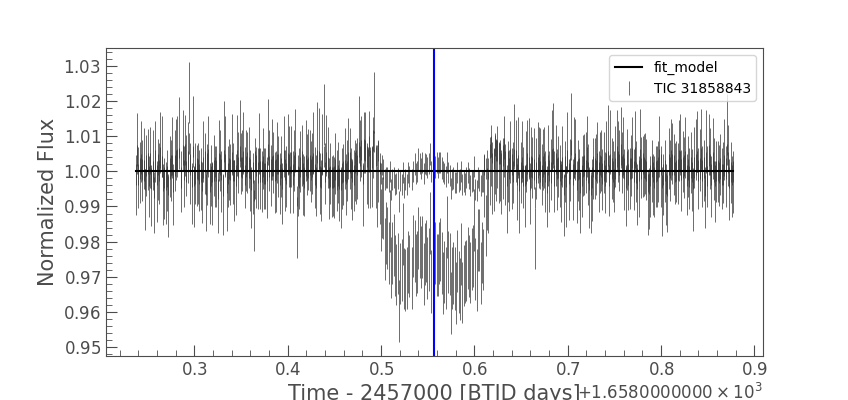 fit_model
TIC 31858843
1.03
1.02
1.01
1.00
0.99
0.98
0.97
0.96
0.95
Normalized Flux
0.3 0.4 0.5 0.6 0.7 0.8 0.9
Time - 2457000 [BTJD days]
+1.6580000000 × 10³